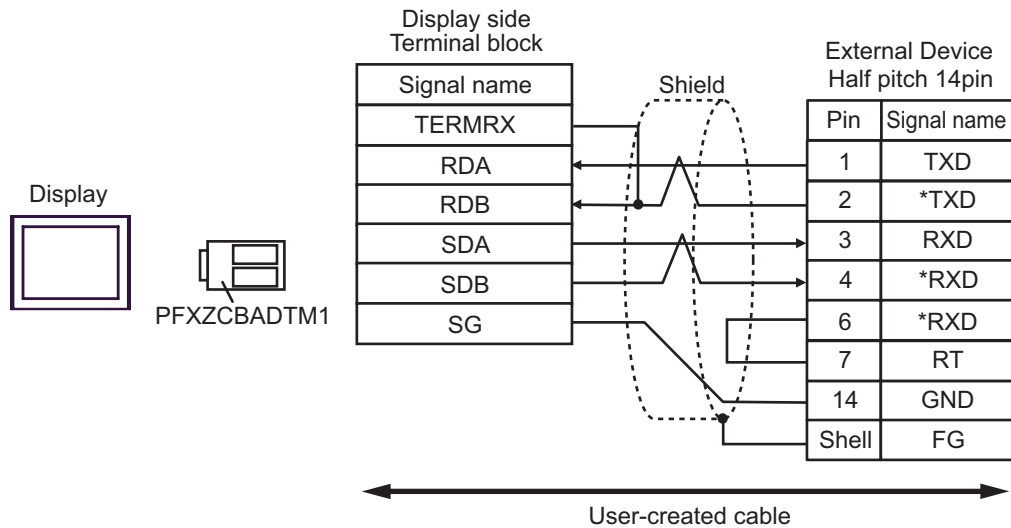 Display side
Terminal block
External Device
Half pitch 14pin
Signal name
Shield
TERMRX
Pin Signal name
RDA
1 TXD
Display
RDB
2 *TXD
SDA
3 RXD
SDB
4 *RXD
PFXZCBADTM1
SG
6 *RXD
7 RT
14 GND
Shell FG
User-created cable